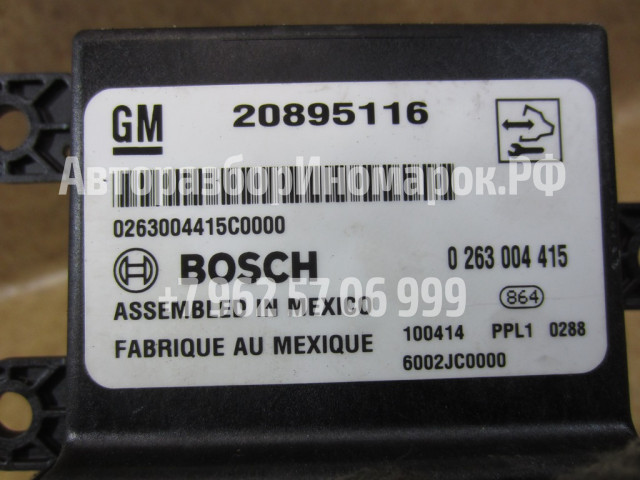 GM 20895116
АвторазборИномарок.РФ
0263004415C0000
BOSCH 0 263 004 415
+7 962 57 06 999
864
ASSEMBLED IN MEXICO
100414 PPL1 0288
FABRIQUE AU MEXIQUE
6002JC0000